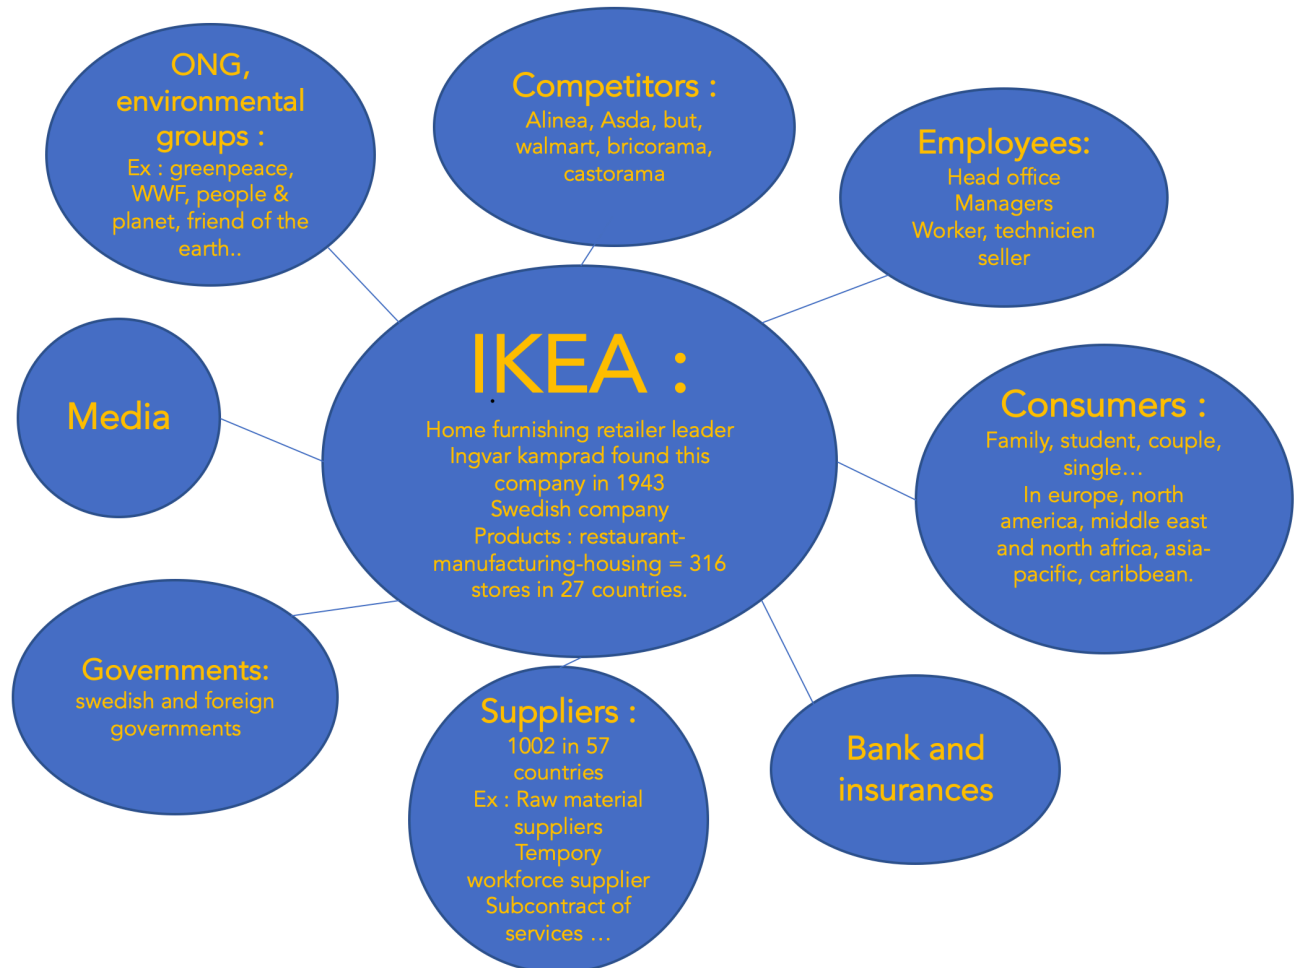 ONG,
environmental
groups :
Ex : greenpeace,
WWF, people &
planet, friend of the
earth..
Competitors :
Alinea, Asda, but,
walmart, bricorama,
castorama
Employees:
Head office
Managers
Worker, technicien
seller
Media
IKEA :
Home furnishing retailer leader
Ingvar kamprad found this
company in 1943
Swedish company
Products : restaurant-
manufacturing-housing = 316
stores in 27 countries.
Consumers :
Family, student, couple,
single...
In europe, north
america, middle east
and north africa, asia-
pacific, caribbean.
Governments:
swedish and foreign
governments
Suppliers :
1002 in 57
countries
Ex : Raw material
suppliers
Tempory
workforce supplier
Subcontract of
services ...
Bank and
insurances